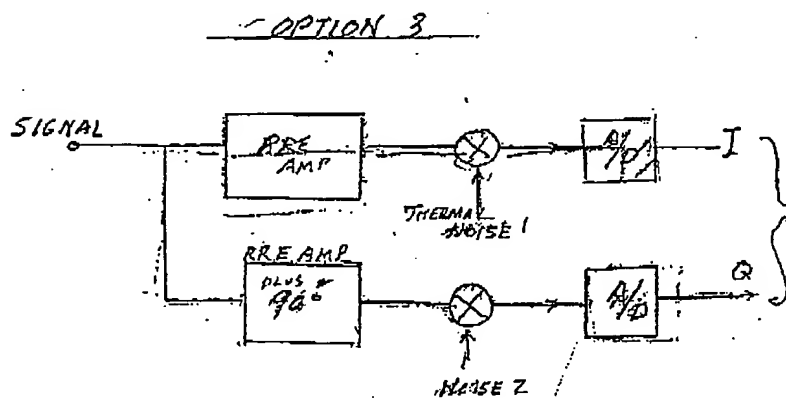 OPTION 3
SIGNAL
PRE
AMP
A/D
I
THERMAL
NOISE 1
PRE AMP
PLUS
90°
A/D
Q
NOISE 2